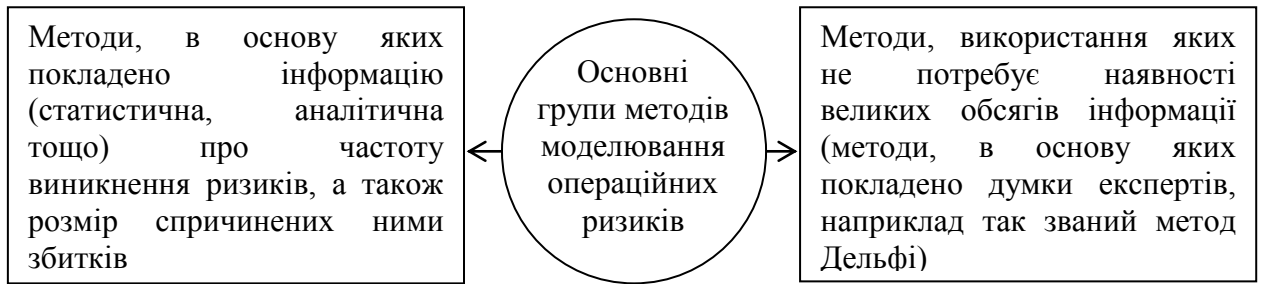 Методи, в основу яких
покладено інформацію
(статистична, аналітична
тощо) про частоту
виникнення ризиків, а також
розмір спричинених ними
збитків
Основні
групи методів
моделювання
операційних
ризиків
Методи, використання яких
не потребує наявності
великих обсягів інформації
(методи, в основу яких
покладено думки експертів,
наприклад так званий метод
Дельфі)